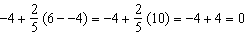 −4 + 2/5 (6 − −4) = −4 + 2/5 (10) = −4 + 4 = 0